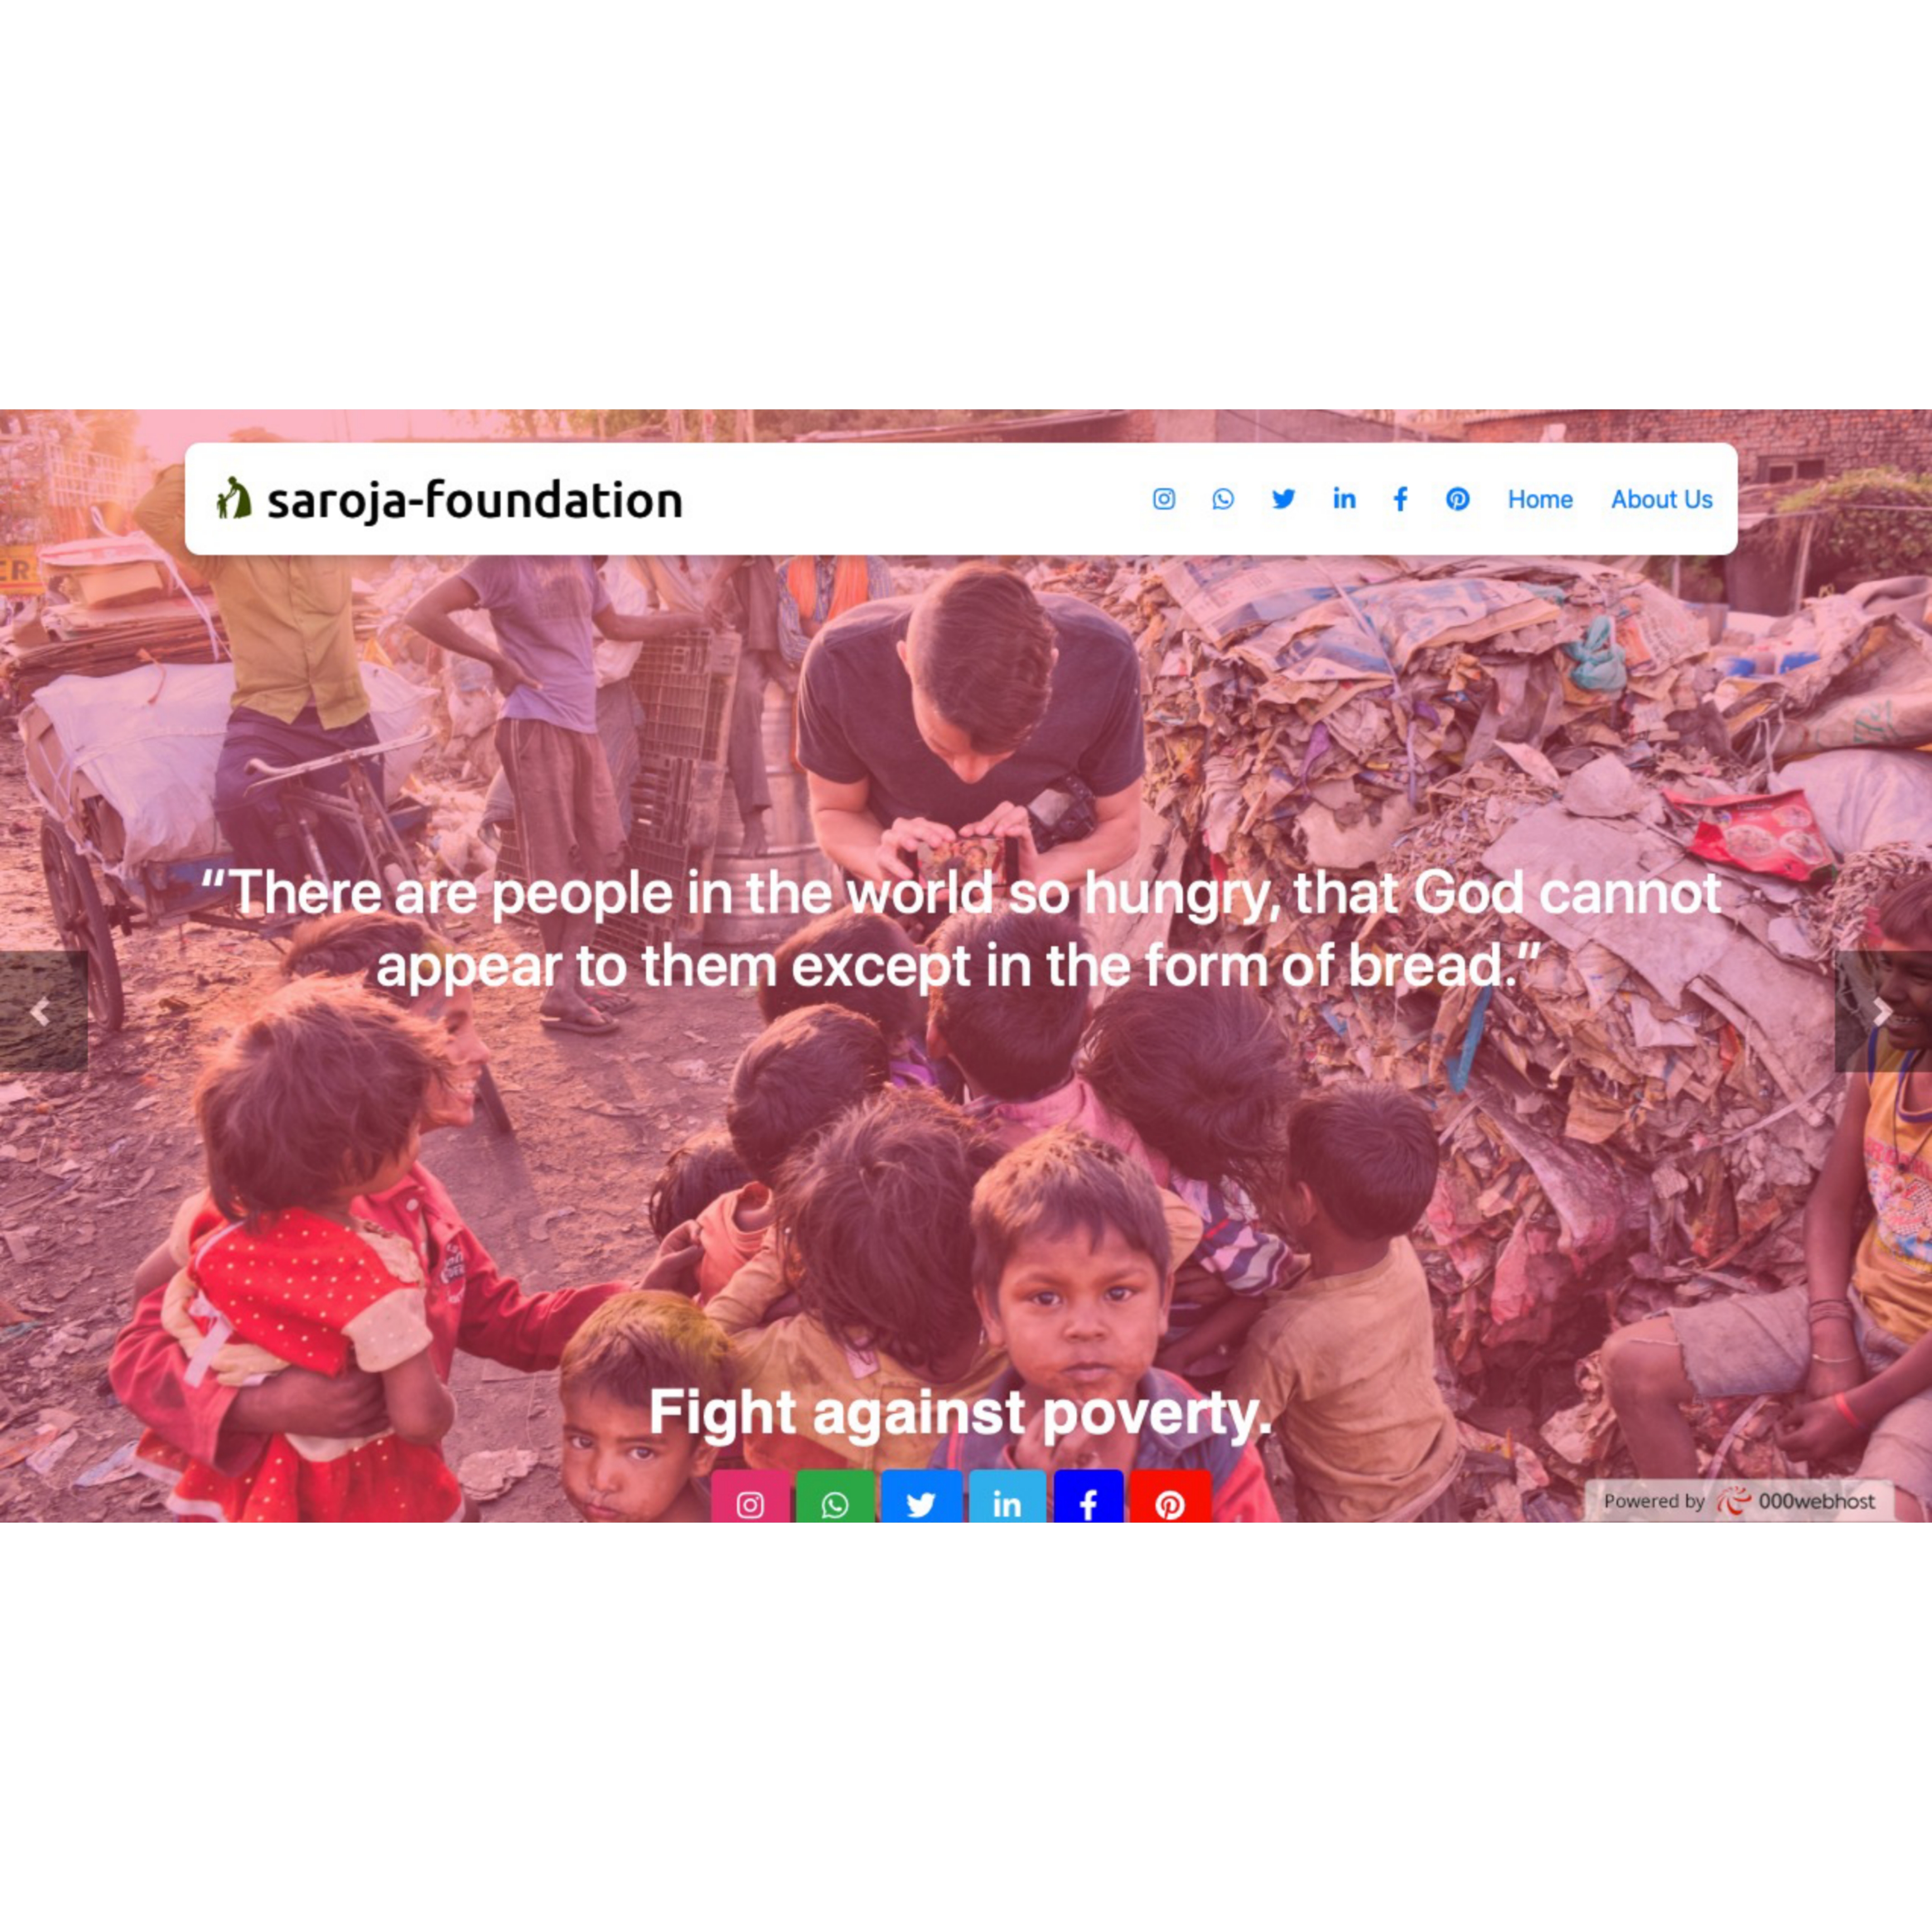 saroja-foundation
Home
About Us
“There are people in the world so hungry, that God cannot
appear to them except in the form of bread.”
Fight against poverty.
Powered by 000webhost